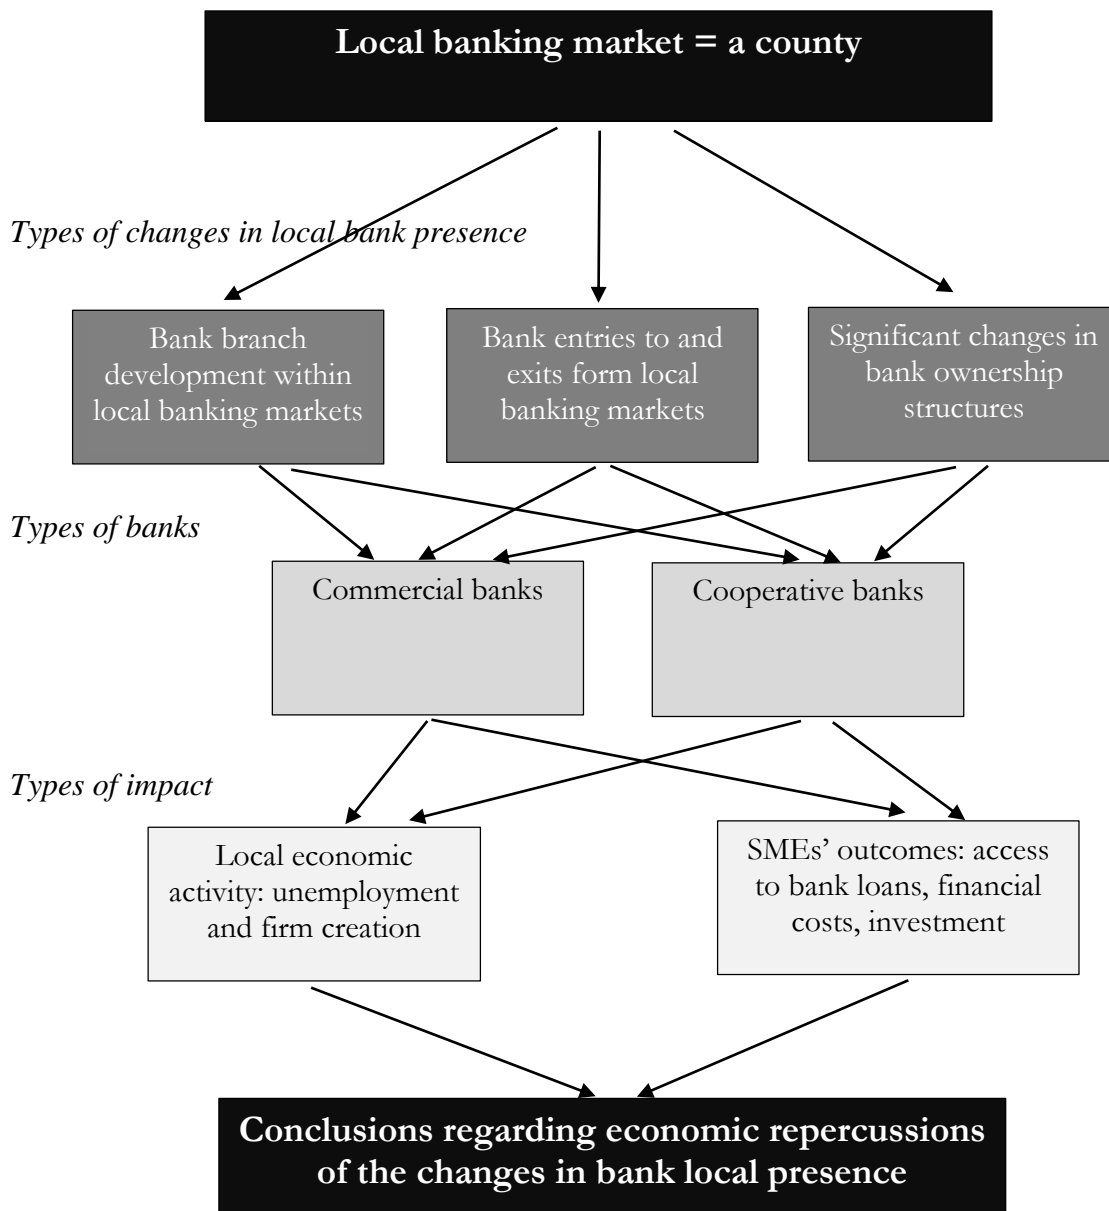 Local banking market = a county
Types of changes in local bank presence
Bank branch
development within
local banking markets
Bank entries to and
exits form local
banking markets
Significant changes in
bank ownership
structures
Types of banks
Commercial banks
Cooperative banks
Types of impact
Local economic
activity: unemployment
and firm creation
SMEs’ outcomes: access
to bank loans, financial
costs, investment
Conclusions regarding economic repercussions
of the changes in bank local presence